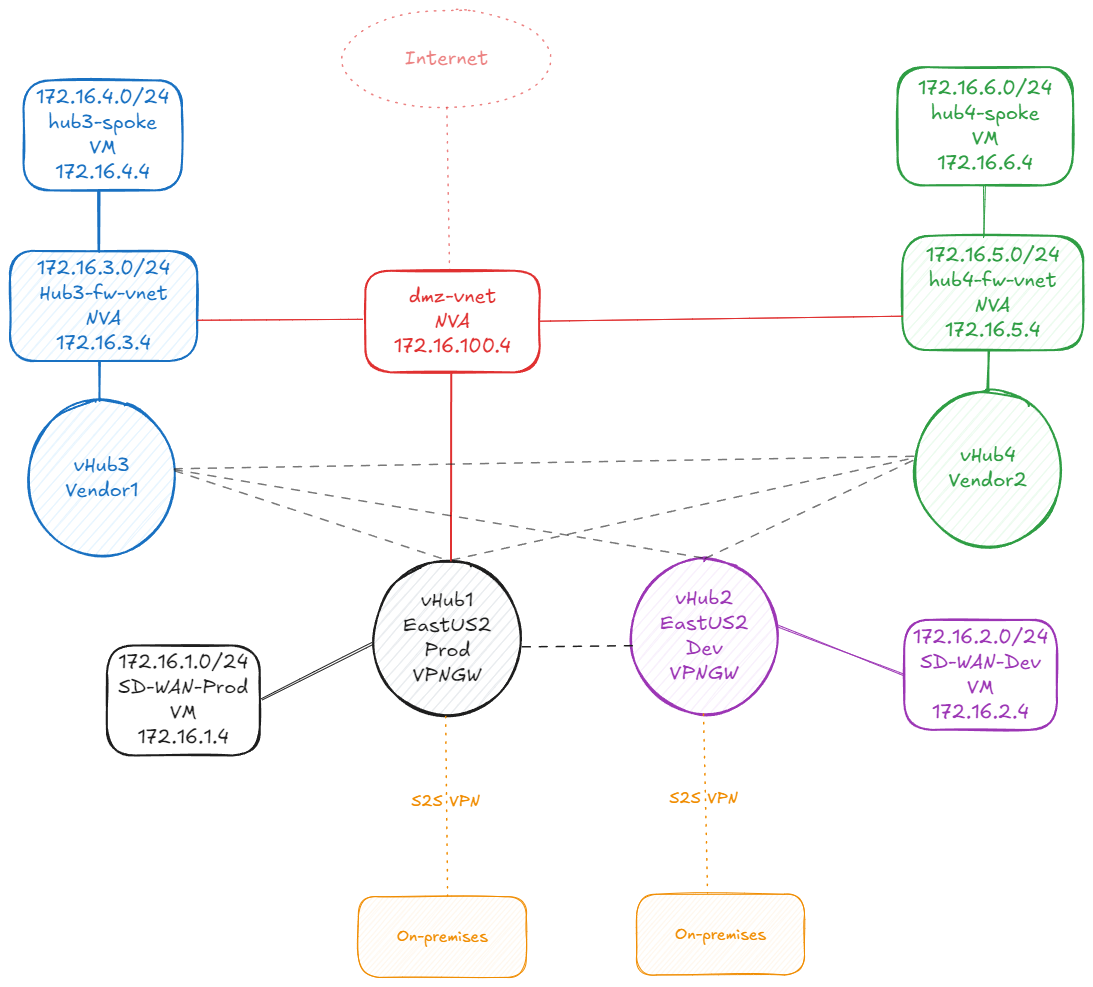 Internet
172.16.4.0/24
hub3-spoke
VM
172.16.4.4
172.16.6.0/24
hub4-spoke
VM
172.16.6.4
172.16.3.0/24
Hub3-fw-vnet
NVA
172.16.3.4
dmz-vnet
NVA
172.16.100.4
172.16.5.0/24
hub4-fw-vnet
NVA
172.16.5.4
vHub3
Vendor1
vHub4
Vendor2
vHub1
EastUS2
Prod
VPNGW
vHub2
EastUS2
Dev
VPNGW
172.16.1.0/24
SD-WAN-Prod
VM
172.16.1.4
172.16.2.0/24
SD-WAN-Dev
VM
172.16.2.4
S2S VPN
S2S VPN
On-premises
On-premises